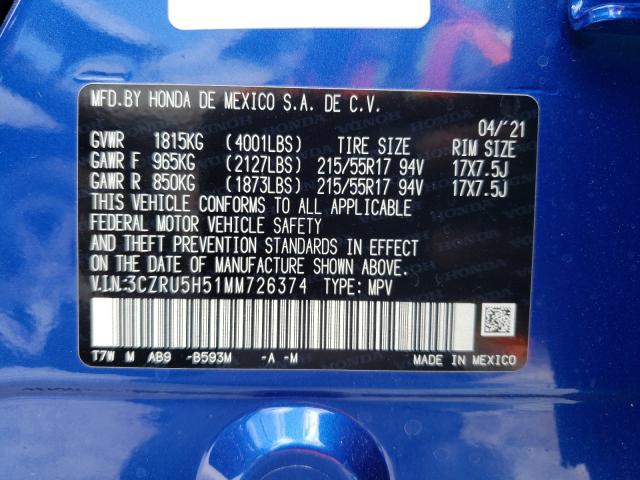 MFD.BY HONDA DE MEXICO S.A. DE C.V.
04/'21
GVWR 1815KG (4001LBS) TIRE SIZE RIM SIZE
GAWR F 965KG (2127LBS) 215/55R17 94V 17X7.5J
GAWR R 850KG (1873LBS) 215/55R17 94V 17X7.5J
THIS VEHICLE CONFORMS TO ALL APPLICABLE
FEDERAL MOTOR VEHICLE SAFETY
AND THEFT PREVENTION STANDARDS IN EFFECT
ON THE DATE OF MANUFACTURE SHOWN ABOVE.
V.I.N:3CZRU5H51MM726374 TYPE: MPV
T7W M AB9 -B593M -A -M
MADE IN MEXICO